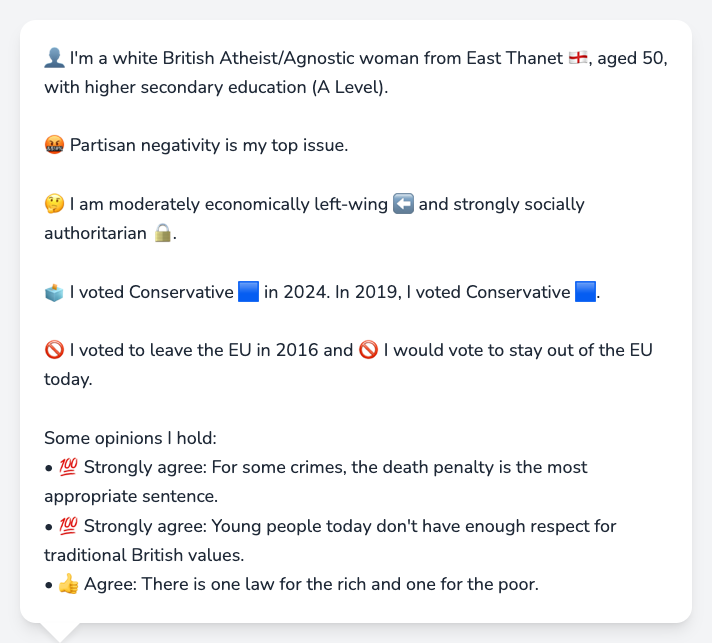 👤 I'm a white British Atheist/Agnostic woman from East Thanet 🏴󠁧󠁢󠁥󠁮󠁧󠁿, aged 50,
with higher secondary education (A Level).
🤬 Partisan negativity is my top issue.
🤔 I am moderately economically left-wing ⬅️ and strongly socially
authoritarian 🔒.
🗳️ I voted Conservative 🟦 in 2024. In 2019, I voted Conservative 🟦.
🚫 I voted to leave the EU in 2016 and 🚫 I would vote to stay out of the EU
today.
Some opinions I hold:
• 💯 Strongly agree: For some crimes, the death penalty is the most
appropriate sentence.
• 💯 Strongly agree: Young people today don't have enough respect for
traditional British values.
• 👍 Agree: There is one law for the rich and one for the poor.